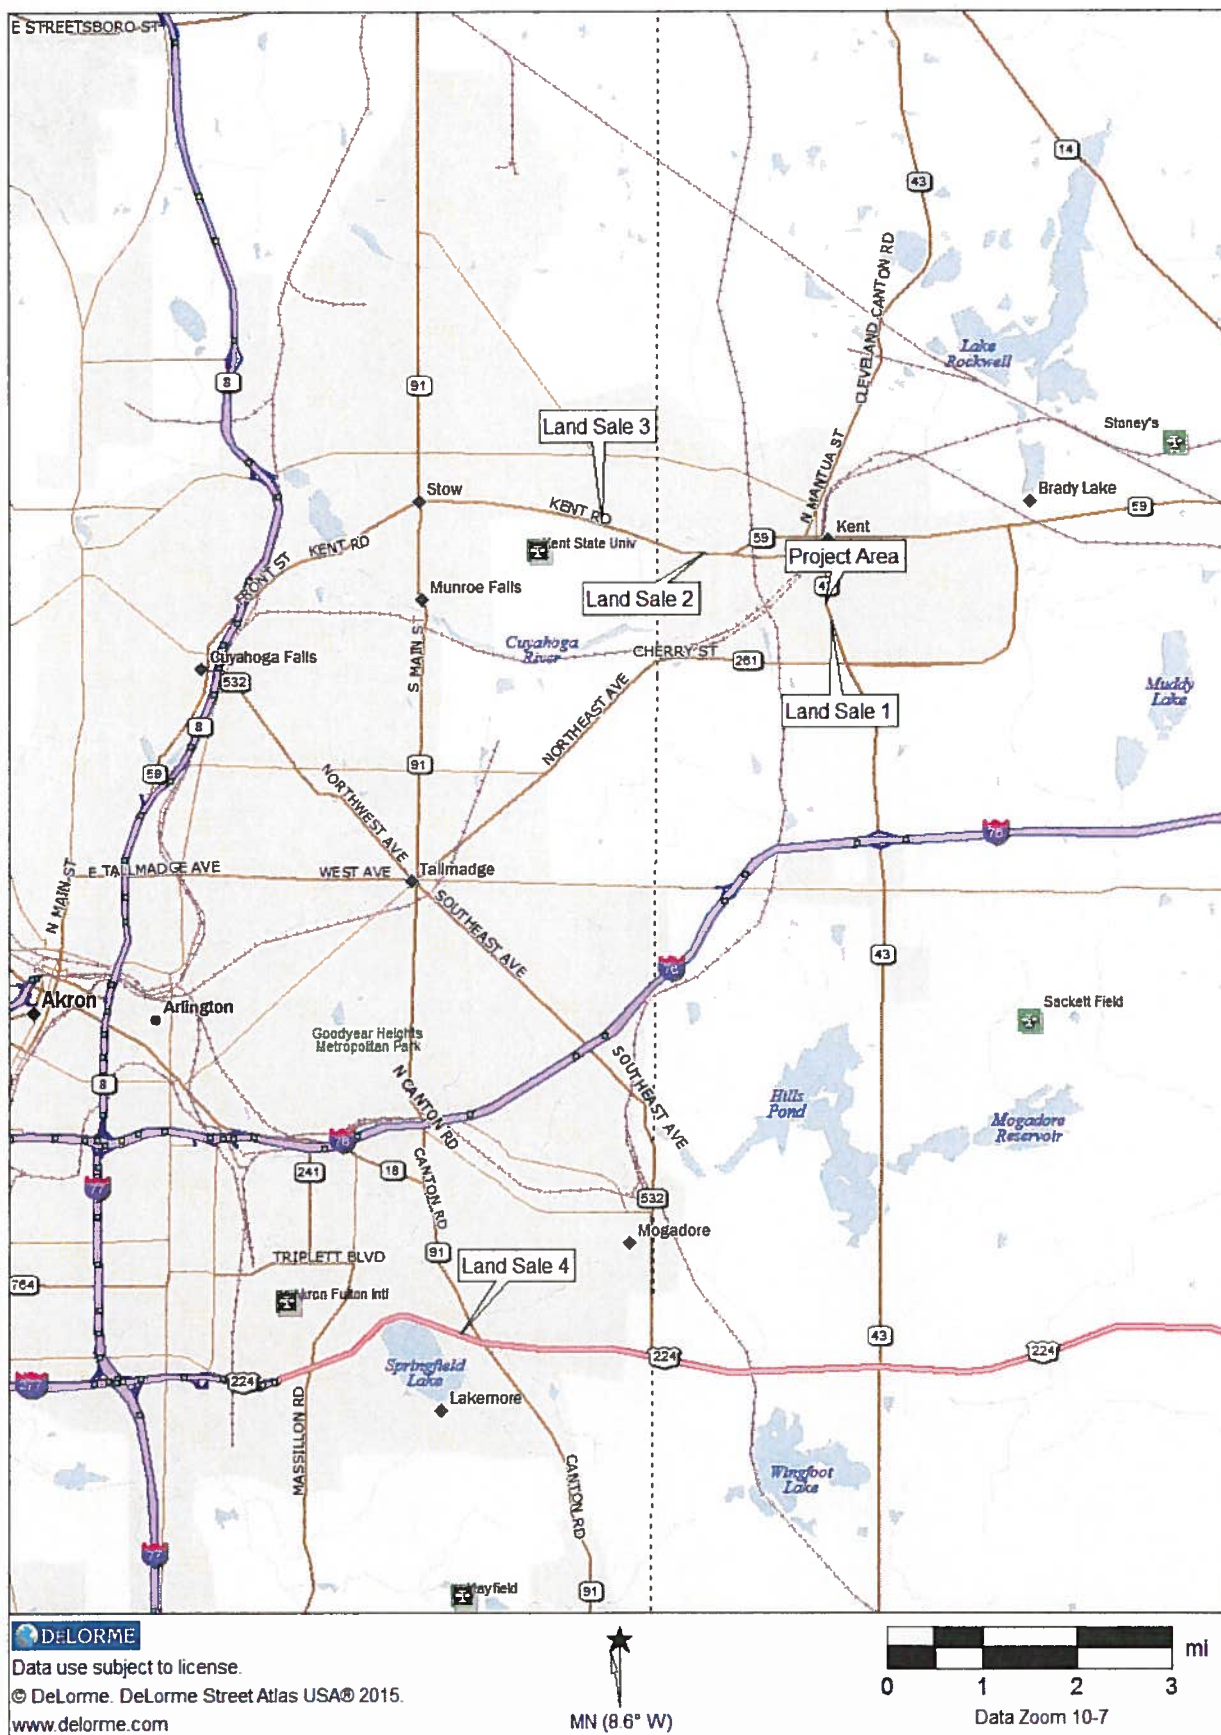 E STREETSBORO ST
14
43
CLEVELAND CANTON RD
Lake
Rockwell
8
91
Land Sale 3
Stoney's
N MANTUA ST
Stow
KENT RD
Brady Lake
59
59
Kent
KENT RD
Kent State Univ
Project Area
FRONT ST
Land Sale 2
43
Munroe Falls
Cuyahoga
River
S MAIN ST
CHERRY ST
261
Cuyahoga Falls
532
Muddy
Lake
Land Sale 1
8
NORTHEAST AVE
91
59
NORTHWEST AVE
76
E TALLMADGE AVE
WEST AVE
Tallmadge
N MAIN ST
SOUTHEAST AVE
43
76
Akron
Arlington
Sackett Field
Goodyear Heights
Metropolitan Park
SOUTHEAST AVE
8
N CANTON RD
Hills
Pond
Mogadore
Reservoir
76
241
18
77
CANTON RD
532
Mogadore
91
Land Sale 4
TRIPLETT BLVD
764
Akron Fulton Intl
43
224
224
Springfield
Lake
77
224
Lakemore
MASSILLON RD
Wingfoot
Lake
CANTON RD
77
Mayfield
91
DELORME
Data use subject to license.
© DeLorme. DeLorme Street Atlas USA® 2015.
www.delorme.com
MN (8.6° W)
mi
0 1 2 3
Data Zoom 10-7